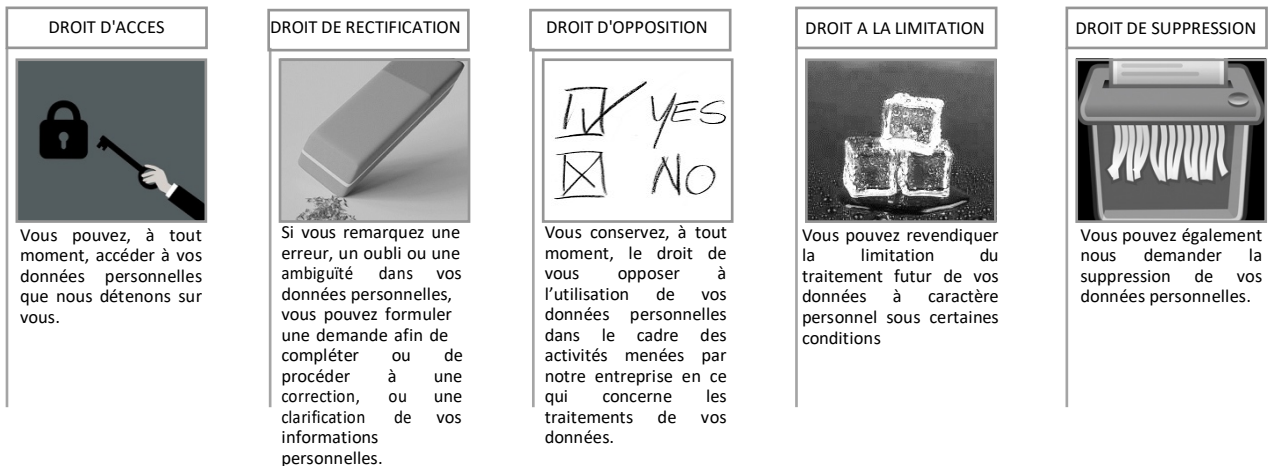 DROIT D'ACCES
Vous pouvez, à tout
moment, accéder à vos
données personnelles
que nous détenons sur
vous.
DROIT DE RECTIFICATION
Si vous remarquez une
erreur, un oubli ou une
ambiguïté dans vos
données personnelles,
vous pouvez formuler
une demande afin de
compléter ou de
procéder à une
correction, ou une
clarification de vos
informations
personnelles.
DROIT D'OPPOSITION
YES
NO
Vous conservez, à tout
moment, le droit de
vous opposer à
l’utilisation de vos
données personnelles
dans le cadre des
activités menées par
notre entreprise en ce
qui concerne les
traitements de vos
données.
DROIT A LA LIMITATION
Vous pouvez revendiquer
la limitation du
traitement futur de vos
données à caractère
personnel sous certaines
conditions
DROIT DE SUPPRESSION
Vous pouvez également
nous demander la
suppression de vos
données personnelles.